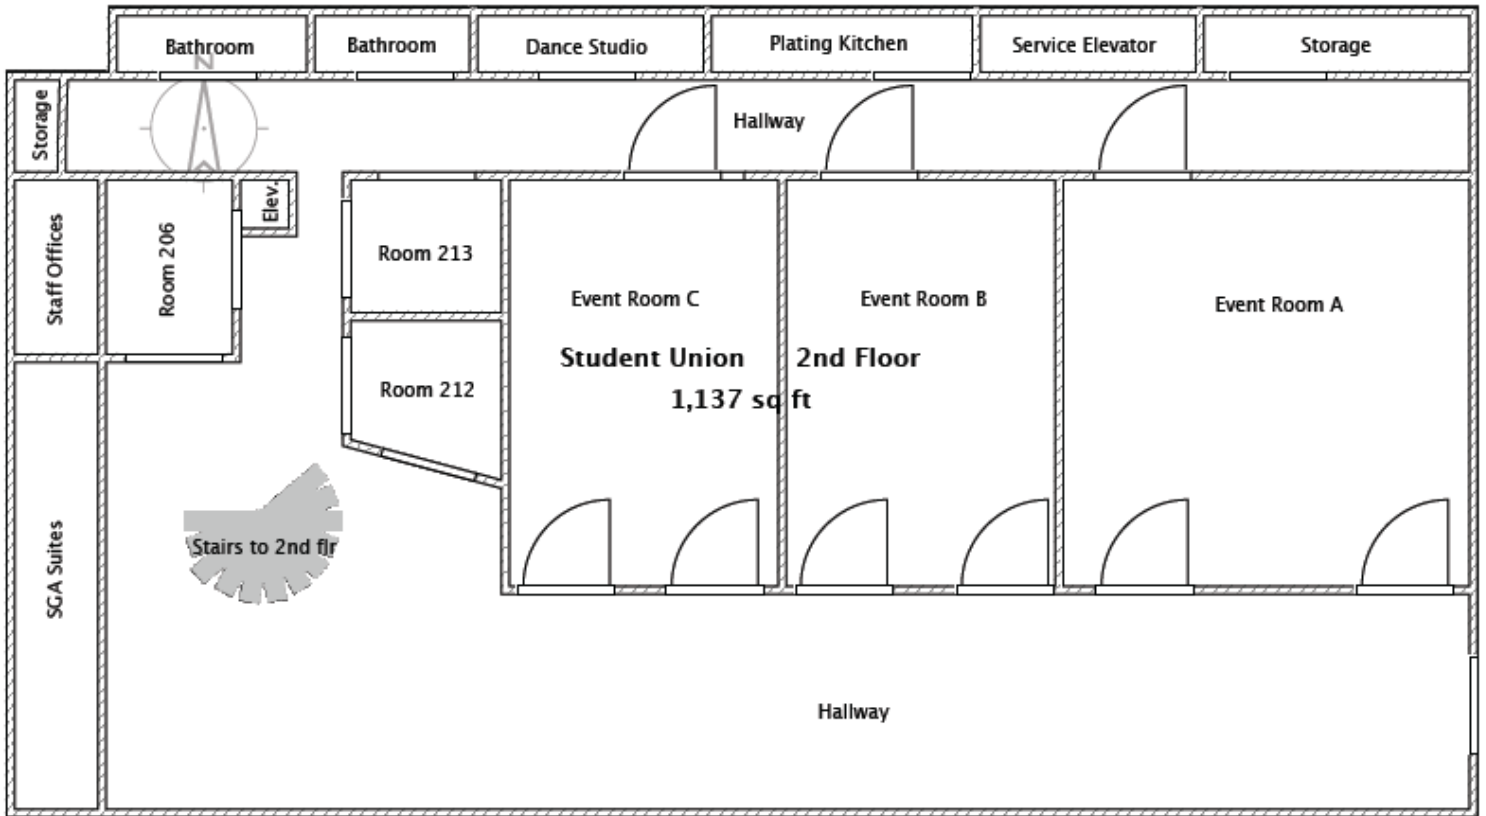 Bathroom
Bathroom
Dance Studio
Plating Kitchen
Service Elevator
Storage
N
Storage
Hallway
Staff Offices
Room 206
Elev.
Room 213
Event Room C
Event Room B
Event Room A
Student Union 2nd Floor
1,137 sq ft
Room 212
SGA Suites
Stairs to 2nd flr
Hallway